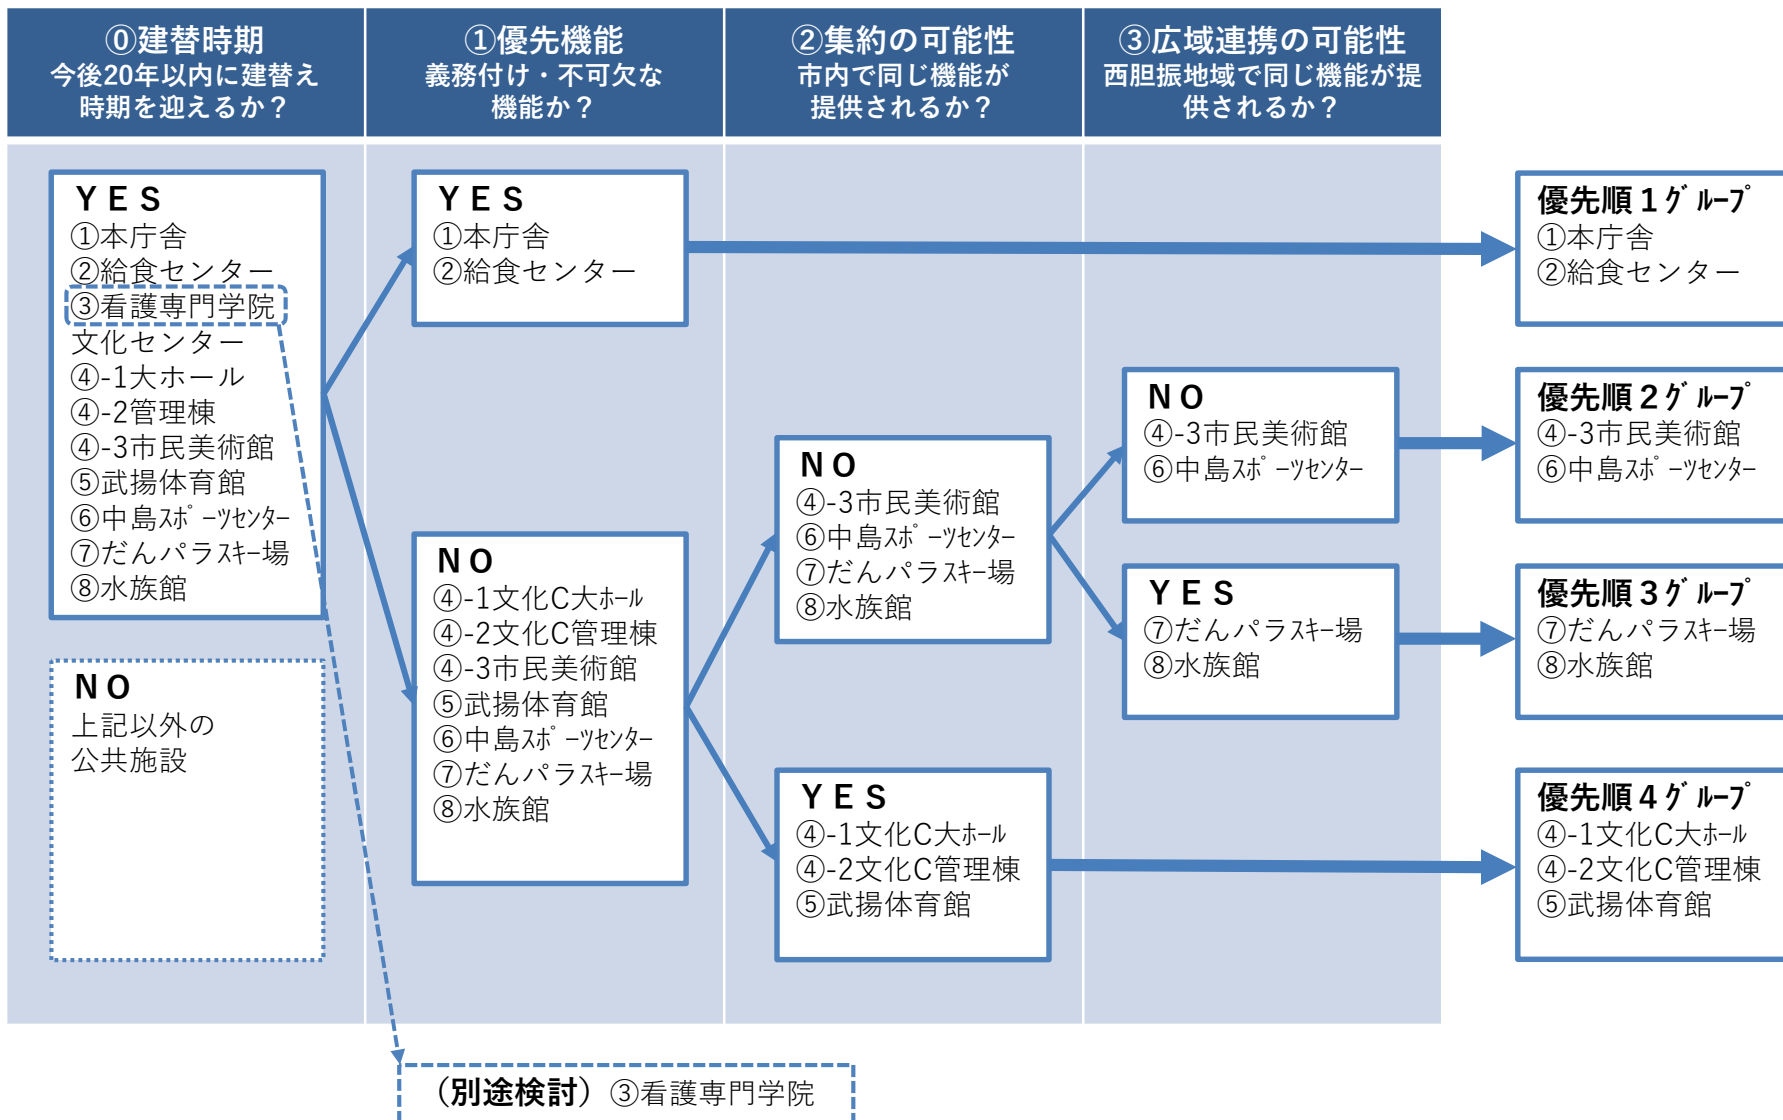 ⓪建替時期
今後20年以内に建替え
時期を迎えるか？
①優先機能
義務付け・不可欠な
機能か？
②集約の可能性
市内で同じ機能が
提供されるか？
③広域連携の可能性
西胆振地域で同じ機能が提
供されるか？
ＹＥＳ
①本庁舎
②給食センター
③看護専門学院
文化センター
④-1大ホール
④-2管理棟
④-3市民美術館
⑤武揚体育館
⑥中島ｽﾎﾟｰﾂｾﾝﾀｰ
⑦だんパラｽｷｰ場
⑧水族館
ＮＯ
上記以外の
公共施設
ＹＥＳ
①本庁舎
②給食センター
ＮＯ
④-1文化C大ﾎｰﾙ
④-2文化C管理棟
④-3市民美術館
⑤武揚体育館
⑥中島ｽﾎﾟｰﾂｾﾝﾀｰ
⑦だんパラｽｷｰ場
⑧水族館
ＮＯ
④-3市民美術館
⑥中島ｽﾎﾟｰﾂｾﾝﾀｰ
⑦だんパラｽｷｰ場
⑧水族館
ＹＥＳ
④-1文化C大ﾎｰﾙ
④-2文化C管理棟
⑤武揚体育館
ＮＯ
④-3市民美術館
⑥中島ｽﾎﾟｰﾂｾﾝﾀｰ
ＹＥＳ
⑦だんパラｽｷｰ場
⑧水族館
優先順１ｸﾞﾙｰﾌﾟ
①本庁舎
②給食センター
優先順２ｸﾞﾙｰﾌﾟ
④-3市民美術館
⑥中島ｽﾎﾟｰﾂｾﾝﾀｰ
優先順３ｸﾞﾙｰﾌﾟ
⑦だんパラｽｷｰ場
⑧水族館
優先順４ｸﾞﾙｰﾌﾟ
④-1文化C大ﾎｰﾙ
④-2文化C管理棟
⑤武揚体育館
（別途検討）③看護専門学院